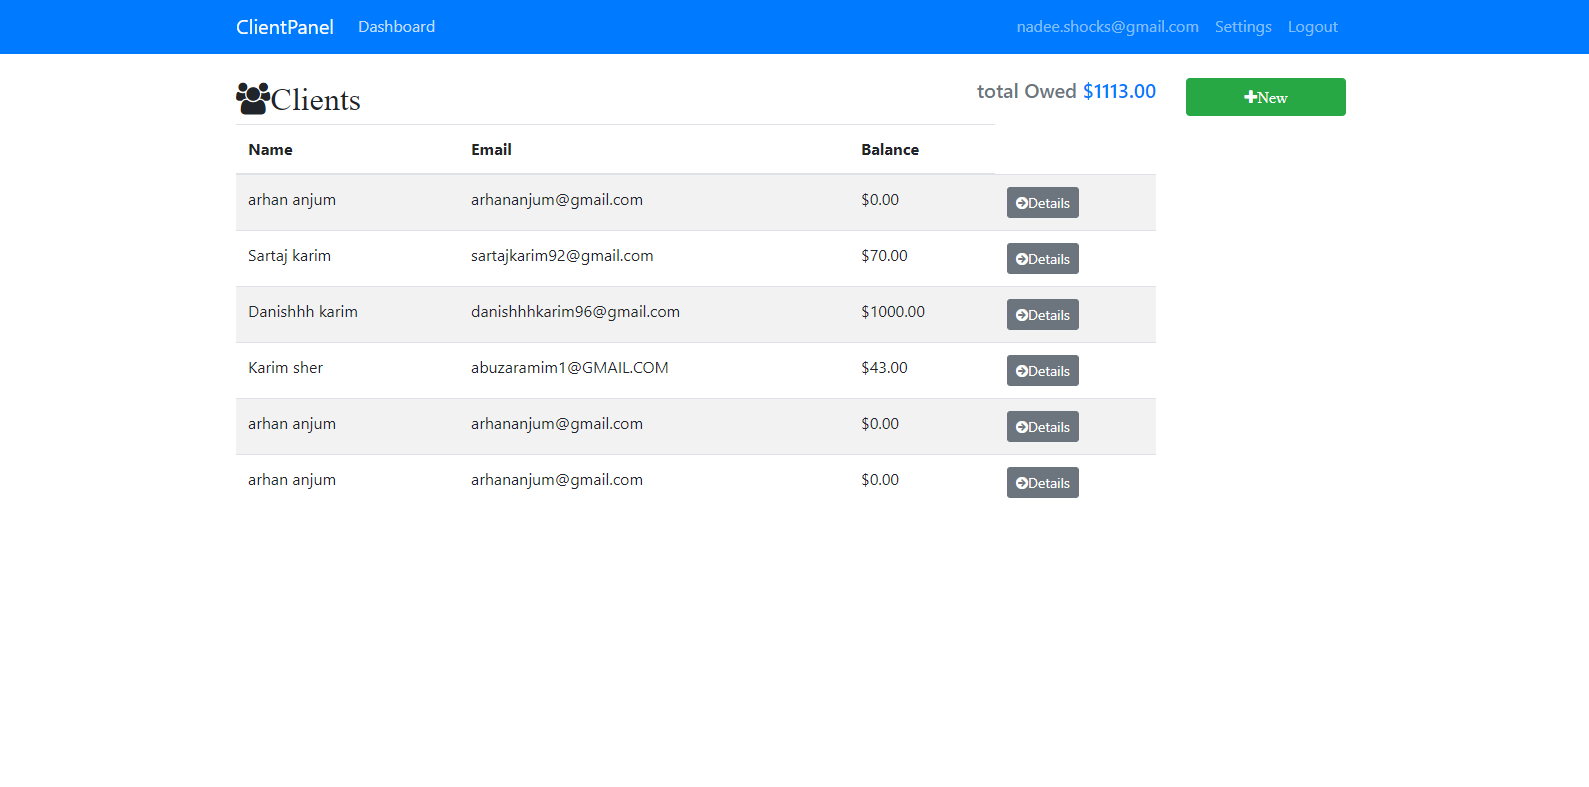 ClientPanel Dashboard nadee.shocks@gmail.com Settings Logout
Clients total Owed $1113.00 New
Name Email Balance
arhan anjum arhananjum@gmail.com $0.00 Details
Sartaj karim sartajkarim92@gmail.com $70.00 Details
Danishhh karim danishhhkarim96@gmail.com $1000.00 Details
Karim sher abuzaramim1@GMAIL.COM $43.00 Details
arhan anjum arhananjum@gmail.com $0.00 Details
arhan anjum arhananjum@gmail.com $0.00 Details